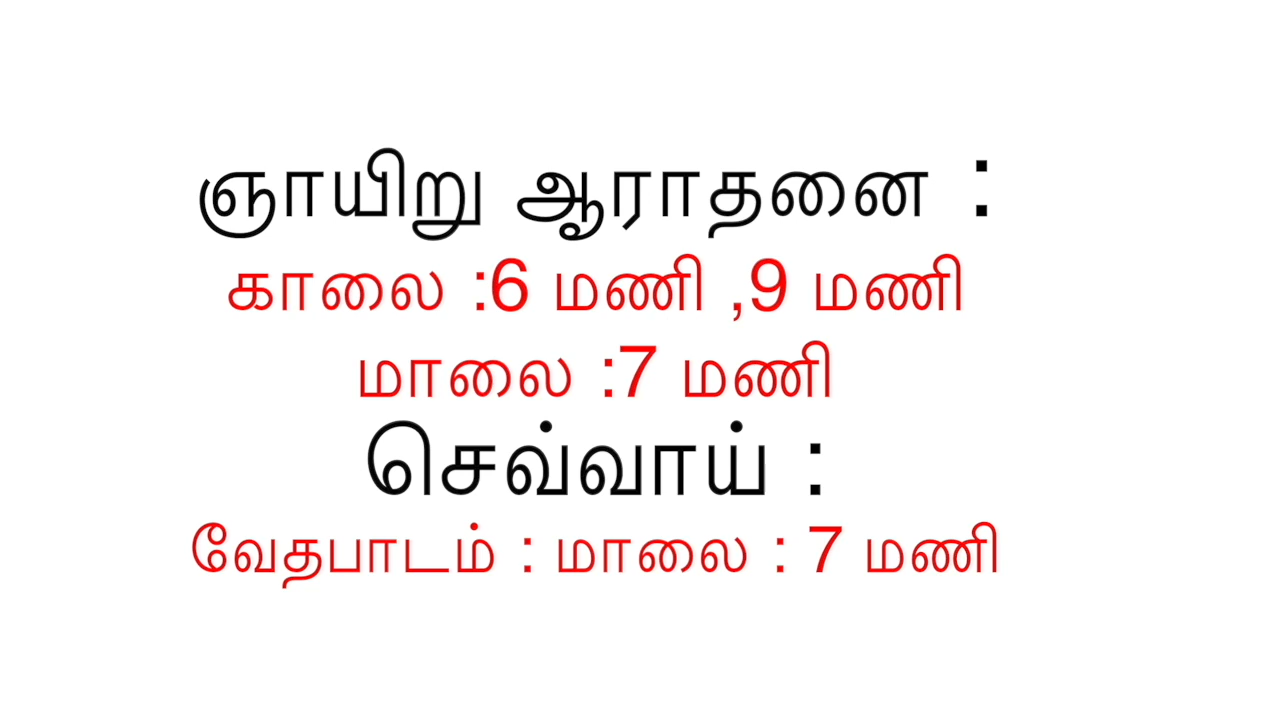 ஞாயிறு ஆராதனை :
காலை :6 மணி ,9 மணி
மாலை :7 மணி
செவ்வாய் :
வேதபாடம் : மாலை : 7 மணி